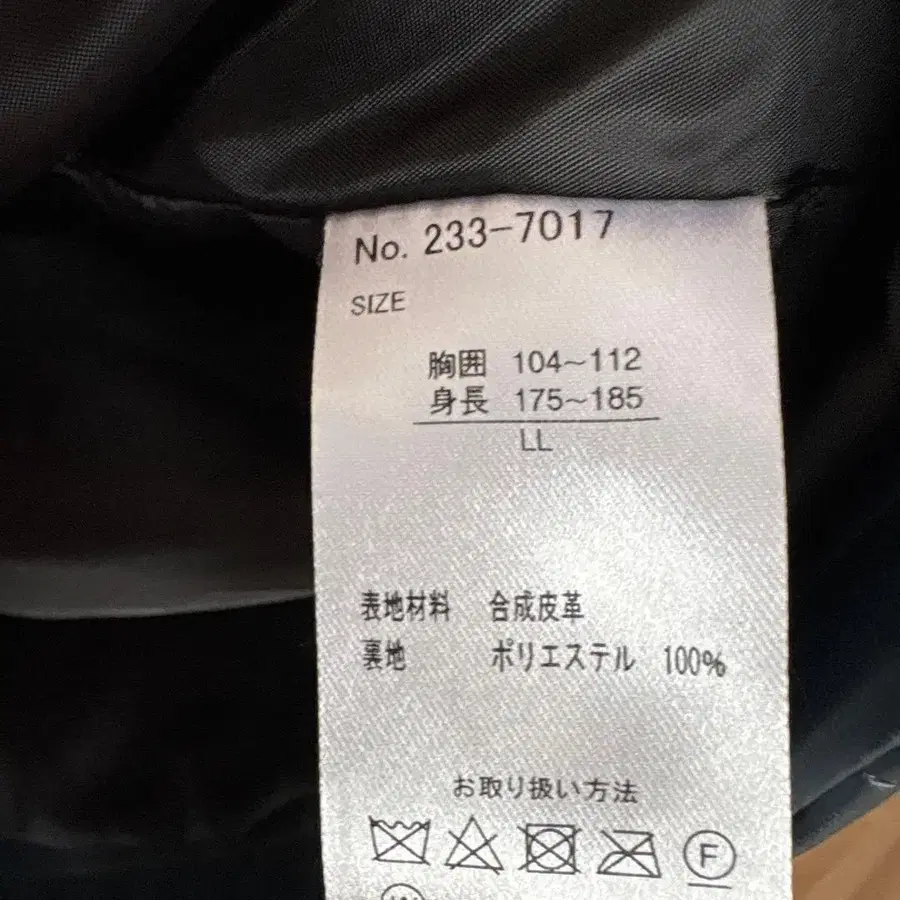 No. 233-7017
SIZE
胸囲 104~112
身長 175~185
LL
表地材料 合成皮革
裏地 ポリエステル 100%
お取り扱い方法
F